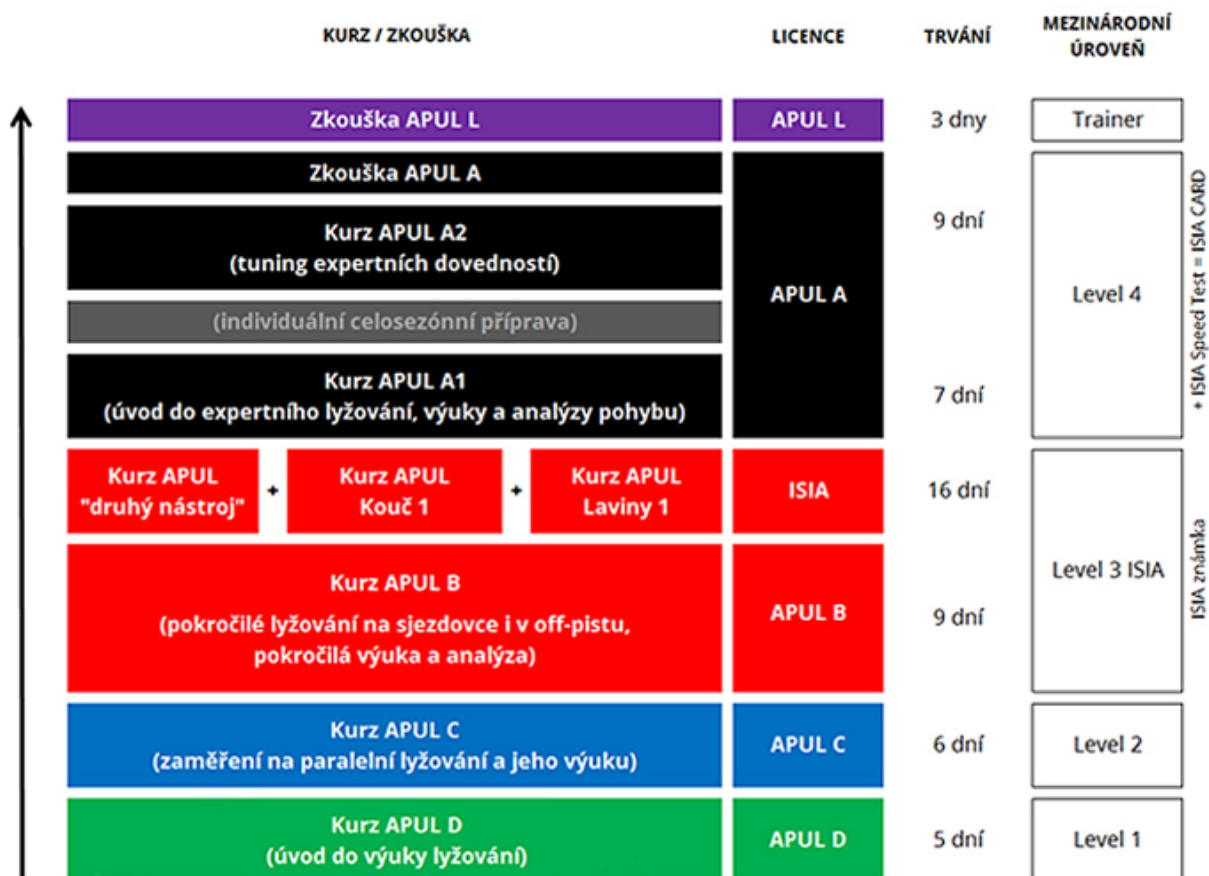 KURZ / ZKOUŠKA
LICENCE
TRVÁNÍ
MEZINÁRODNÍ
ÚROVEŇ
Zkouška APUL L
APUL L
3 dny
Trainer
Zkouška APUL A
Kurz APUL A2
(tuning expertních dovedností)
9 dní
(individuální celosezónní příprava)
APUL A
Level 4
Kurz APUL A1
(úvod do expertního lyžování, výuky a analýzy pohybu)
7 dní
+ ISIA Speed Test = ISIA CARD
Kurz APUL
"druhý nástroj"
+
Kurz APUL
Kouč 1
+
Kurz APUL
Laviny 1
ISIA
16 dní
Level 3 ISIA
ISIA známka
Kurz APUL B
(pokročilé lyžování na sjezdovce i v off-pistu,
pokročilá výuka a analýza)
APUL B
9 dní
Kurz APUL C
(zaměření na paralelní lyžování a jeho výuku)
APUL C
6 dní
Level 2
Kurz APUL D
(úvod do výuky lyžování)
APUL D
5 dní
Level 1